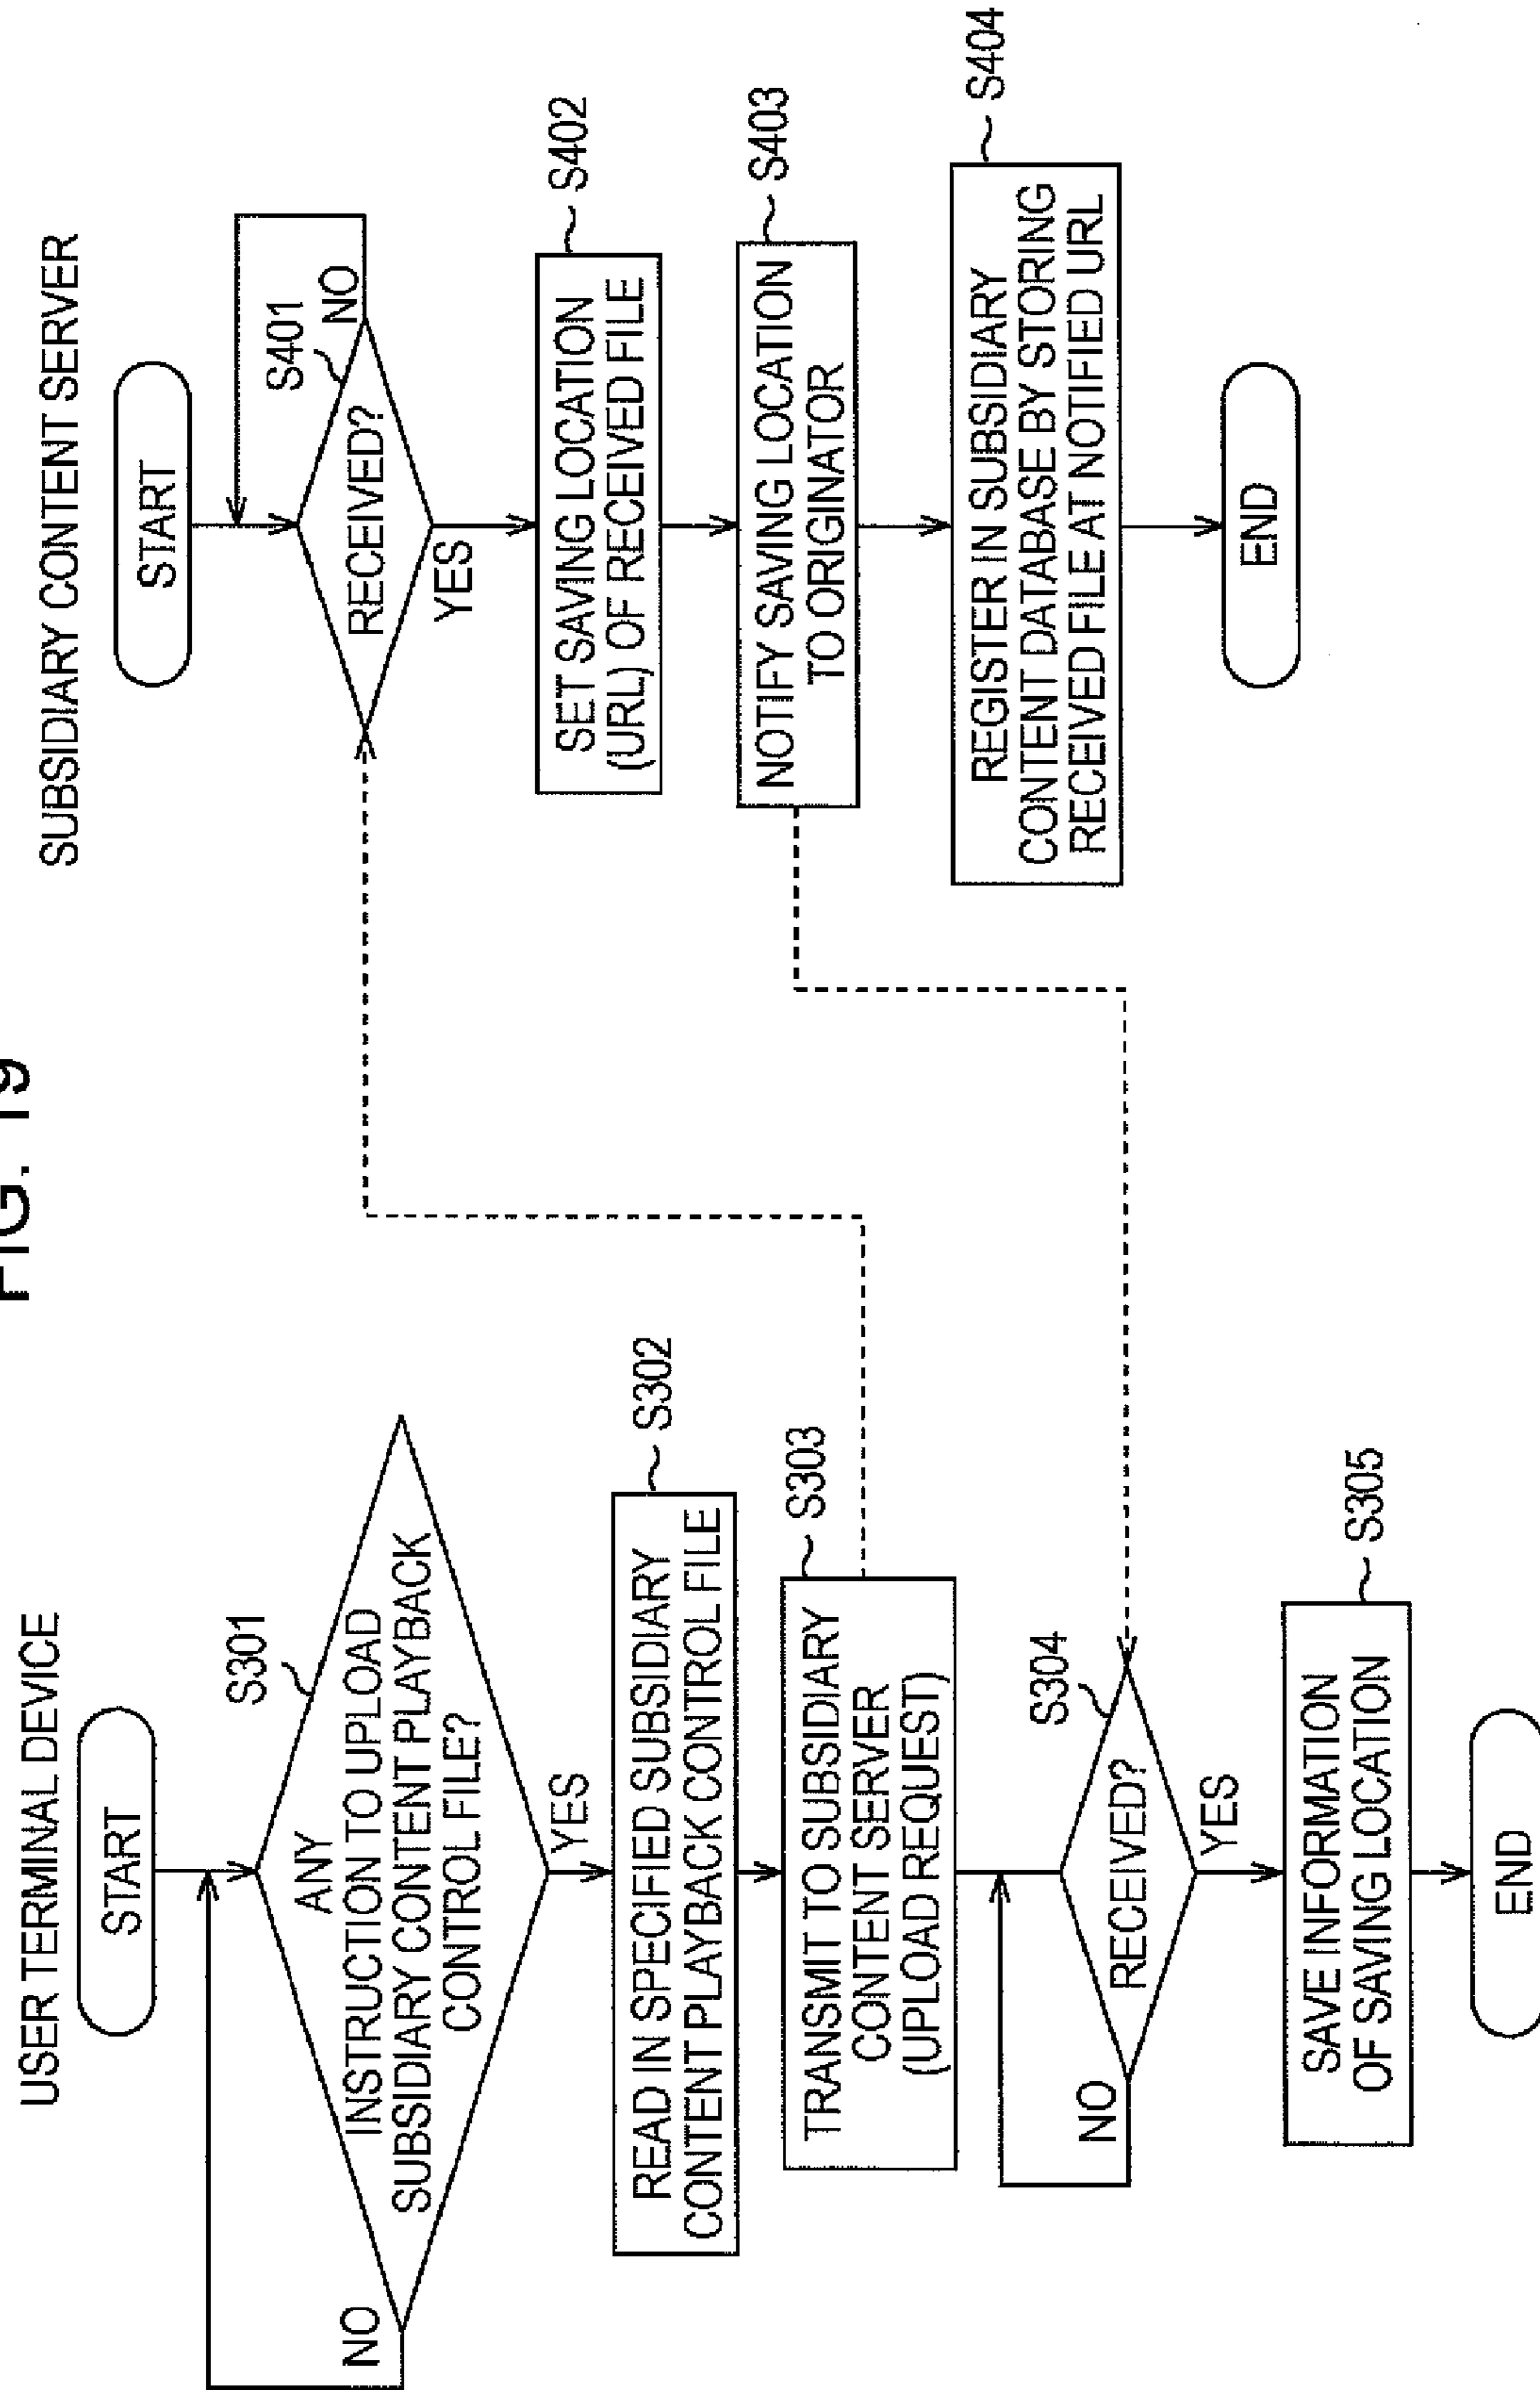 FIG. 19
USER TERMINAL DEVICE
START
S301
ANY
INSTRUCTION TO UPLOAD
SUBSIDIARY CONTENT PLAYBACK
CONTROL FILE?
NO
YES
S302
READ IN SPECIFIED SUBSIDIARY
CONTENT PLAYBACK CONTROL FILE
S303
TRANSMIT TO SUBSIDIARY
CONTENT SERVER
(UPLOAD REQUEST)
S304
RECEIVED?
NO
YES
S305
SAVE INFORMATION
OF SAVING LOCATION
END
SUBSIDIARY CONTENT SERVER
START
S401
RECEIVED?
NO
YES
S402
SET SAVING LOCATION
(URL) OF RECEIVED FILE
S403
NOTIFY SAVING LOCATION
TO ORIGINATOR
S404
REGISTER IN SUBSIDIARY
CONTENT DATABASE BY STORING
RECEIVED FILE AT NOTIFIED URL
END